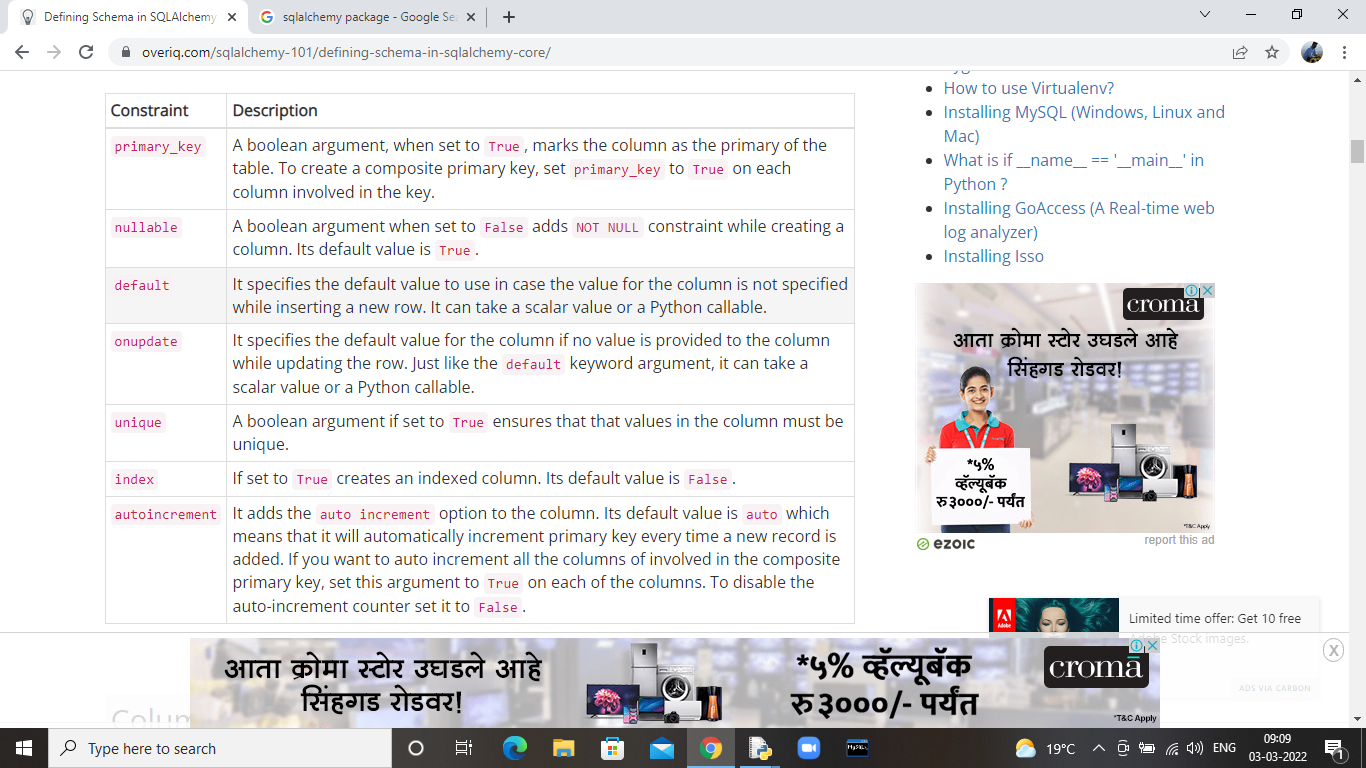 Defining Schema in SQLAlchemy
sqlalchemy package - Google Se
overiq.com/sqlalchemy-101/defining-schema-in-sqlalchemy-core/
Constraint Description
primary_key A boolean argument, when set to True , marks the column as the primary of the
table. To create a composite primary key, set primary_key to True on each
column involved in the key.
nullable A boolean argument when set to False adds NOT NULL constraint while creating a
column. Its default value is True .
default It specifies the default value to use in case the value for the column is not specified
while inserting a new row. It can take a scalar value or a Python callable.
onupdate It specifies the default value for the column if no value is provided to the column
while updating the row. Just like the default keyword argument, it can take a
scalar value or a Python callable.
unique A boolean argument if set to True ensures that that values in the column must be
unique.
index If set to True creates an indexed column. Its default value is False .
autoincrement It adds the auto increment option to the column. Its default value is auto which
means that it will automatically increment primary key every time a new record is
added. If you want to auto increment all the columns of involved in the composite
primary key, set this argument to True on each of the columns. To disable the
auto-increment counter set it to False .
Colum
How to use Virtualenv?
Installing MySQL (Windows, Linux and
Mac)
What is if __name__ == '__main__' in
Python ?
Installing GoAccess (A Real-time web
log analyzer)
Installing Isso
croma
आता क्रोमा स्टोर उघडले आहे
सिंहगड रोडवर!
*५%
व्हॅल्यूबॅक
रु ३०००/- पर्यंत
*T&C Apply
ezoic
report this ad
Adobe
Limited time offer: Get 10 free
Adobe Stock images.
ADS VIA CARBON
X
आता क्रोमा स्टोर उघडले आहे
सिंहगड रोडवर!
*५% व्हॅल्यूबॅक
रु ३०००/- पर्यंत
croma
*T&C Apply
Type here to search
MySQL
19°C
ENG
09:09
03-03-2022
1